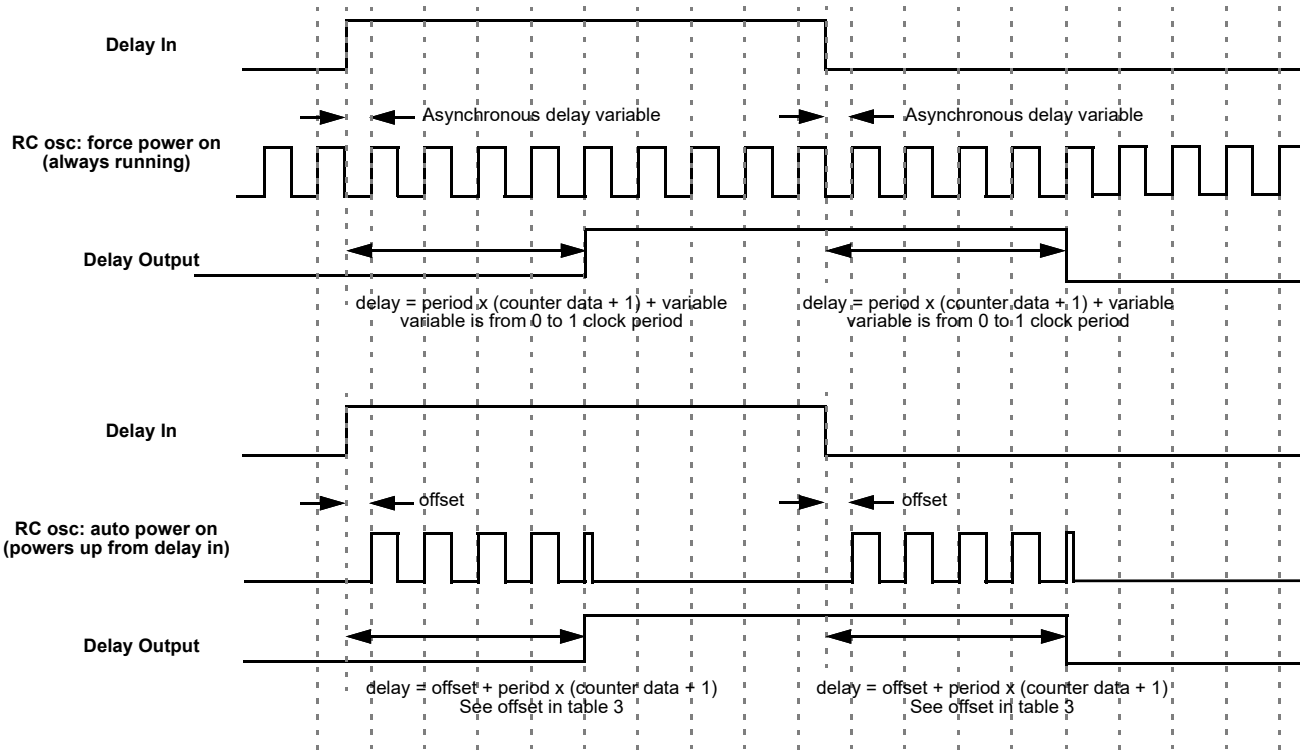 Delay In
Asynchronous delay variable
Asynchronous delay variable
RC osc: force power on
(always running)
Delay Output
delay = period x (counter data + 1) + variable
variable is from 0 to 1 clock period
delay = period x (counter data + 1) + variable
variable is from 0 to 1 clock period
Delay In
offset
offset
RC osc: auto power on
(powers up from delay in)
Delay Output
delay = offset + period x (counter data + 1)
See offset in table 3
delay = offset + period x (counter data + 1)
See offset in table 3